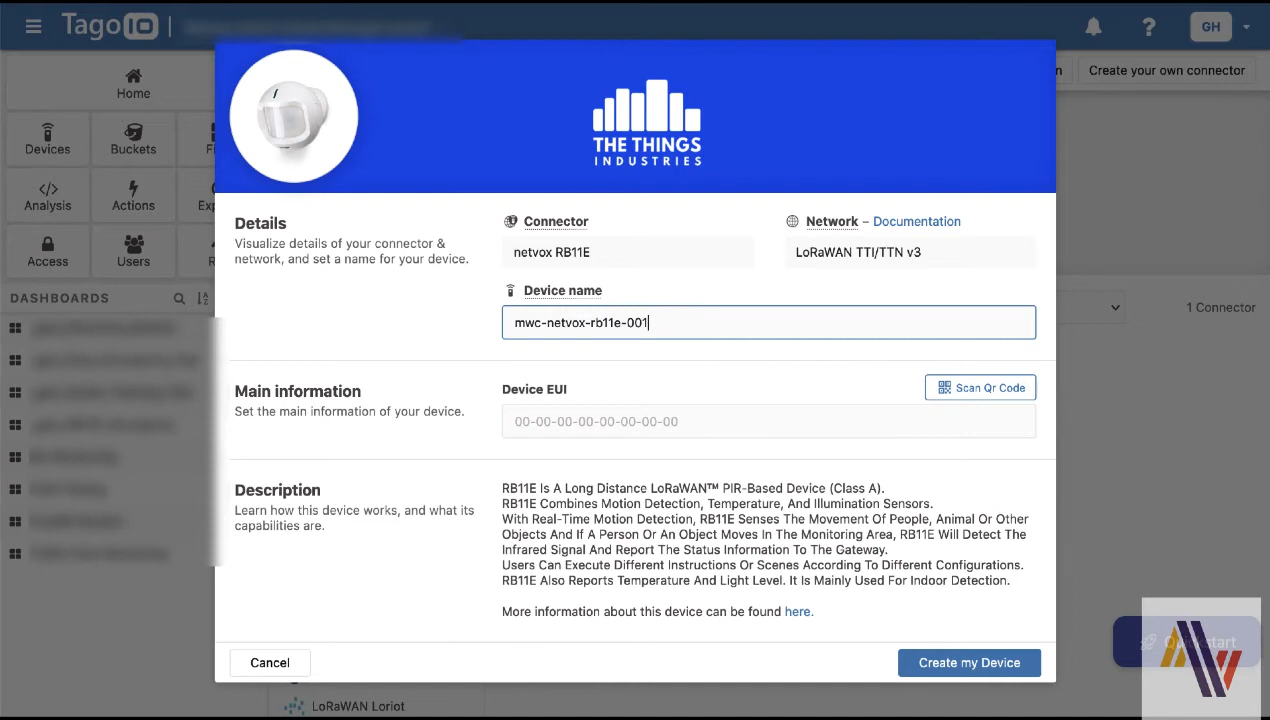 Tago IO
GH
n
Create your own connector
Home
Devices
Buckets
Fi
Analysis
Actions
Exp
Access
Users
R
DASHBOARDS
1 Connector
THE THINGS
INDUSTRIES
Details
Visualize details of your connector &
network, and set a name for your device.
Connector
netvox RB11E
Network – Documentation
LoRaWAN TTI/TTN v3
Device name
mwc-netvox-rb11e-001
Main information
Set the main information of your device.
Device EUI
Scan Qr Code
00-00-00-00-00-00-00-00
Description
Learn how this device works, and what its
capabilities are.
RB11E Is A Long Distance LoRaWAN™ PIR-Based Device (Class A).
RB11E Combines Motion Detection, Temperature, And Illumination Sensors.
With Real-Time Motion Detection, RB11E Senses The Movement Of People, Animal Or Other
Objects And If A Person Or An Object Moves In The Monitoring Area, RB11E Will Detect The
Infrared Signal And Report The Status Information To The Gateway.
Users Can Execute Different Instructions Or Scenes According To Different Configurations.
RB11E Also Reports Temperature And Light Level. It Is Mainly Used For Indoor Detection.
More information about this device can be found here.
Cancel
Create my Device
LoRaWAN Loriot